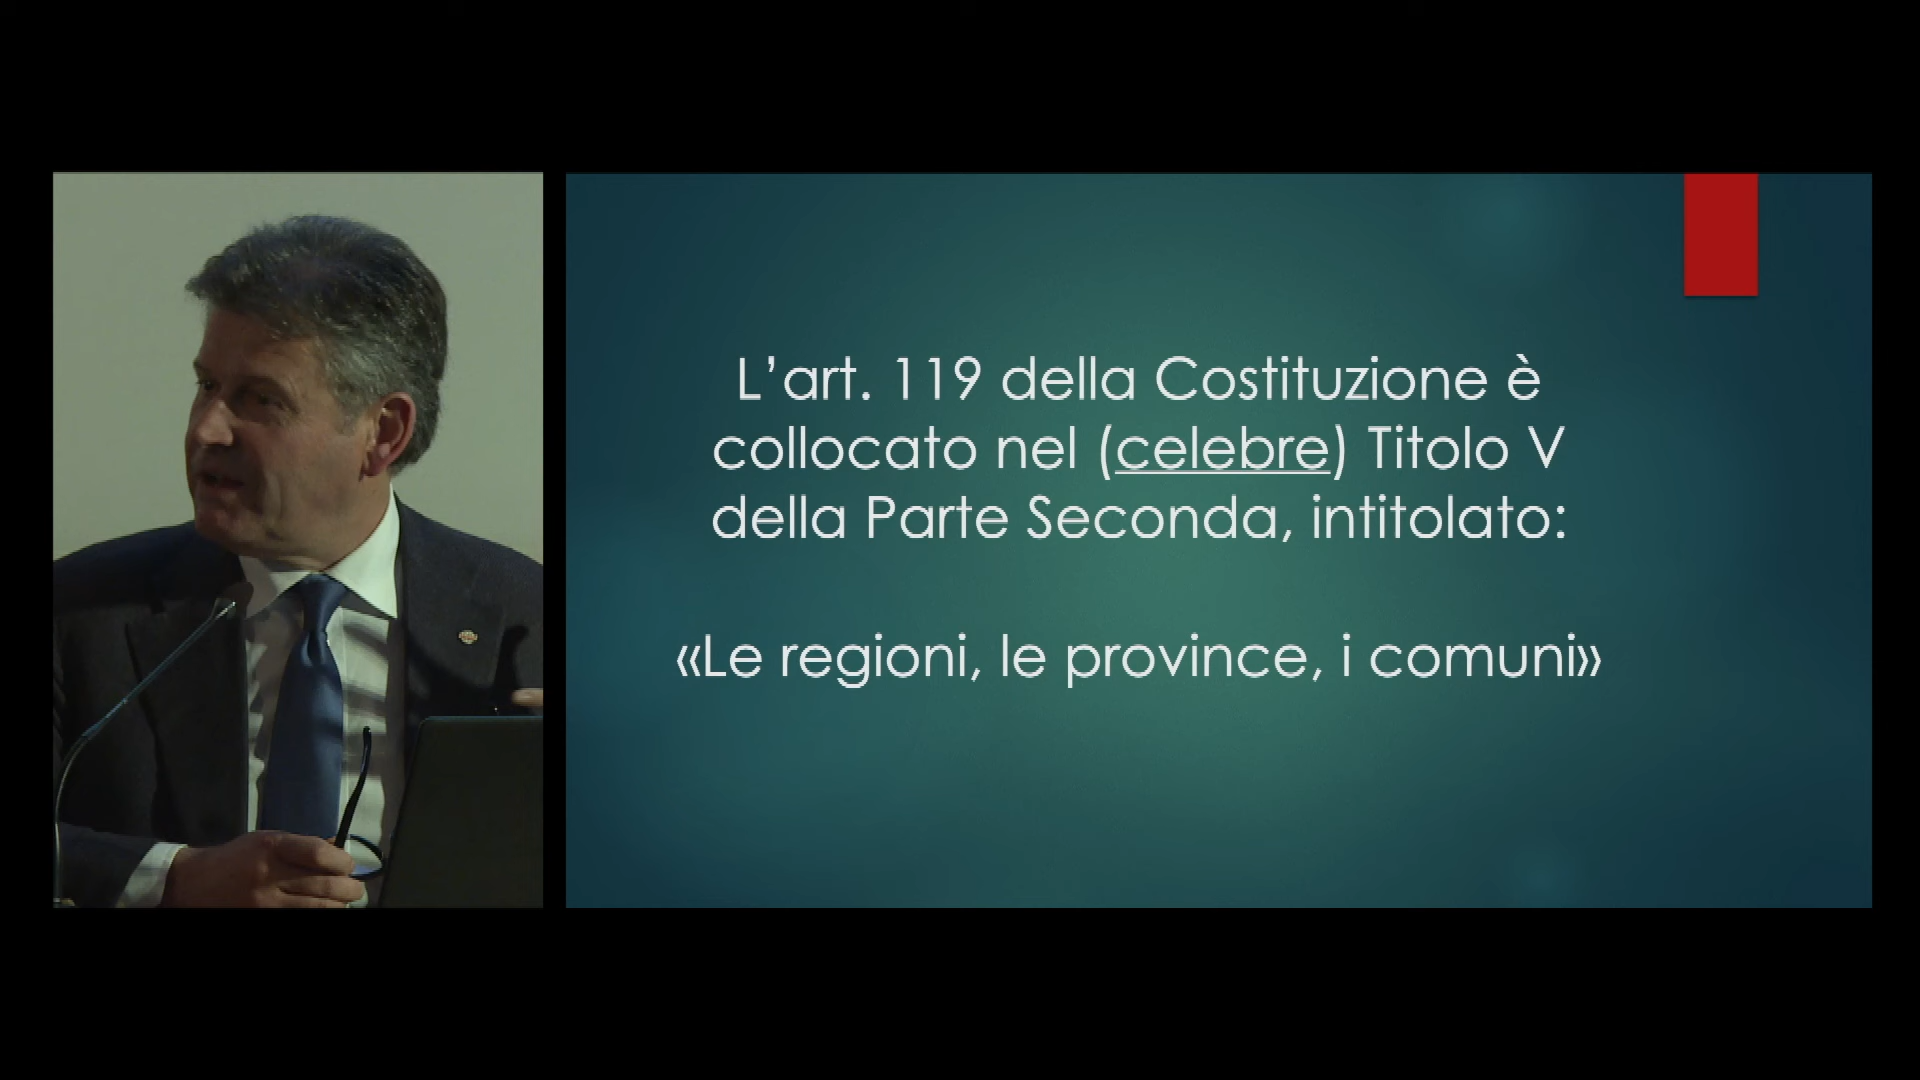 L’art. 119 della Costituzione è
collocato nel (celebre) Titolo V
della Parte Seconda, intitolato:
«Le regioni, le province, i comuni»